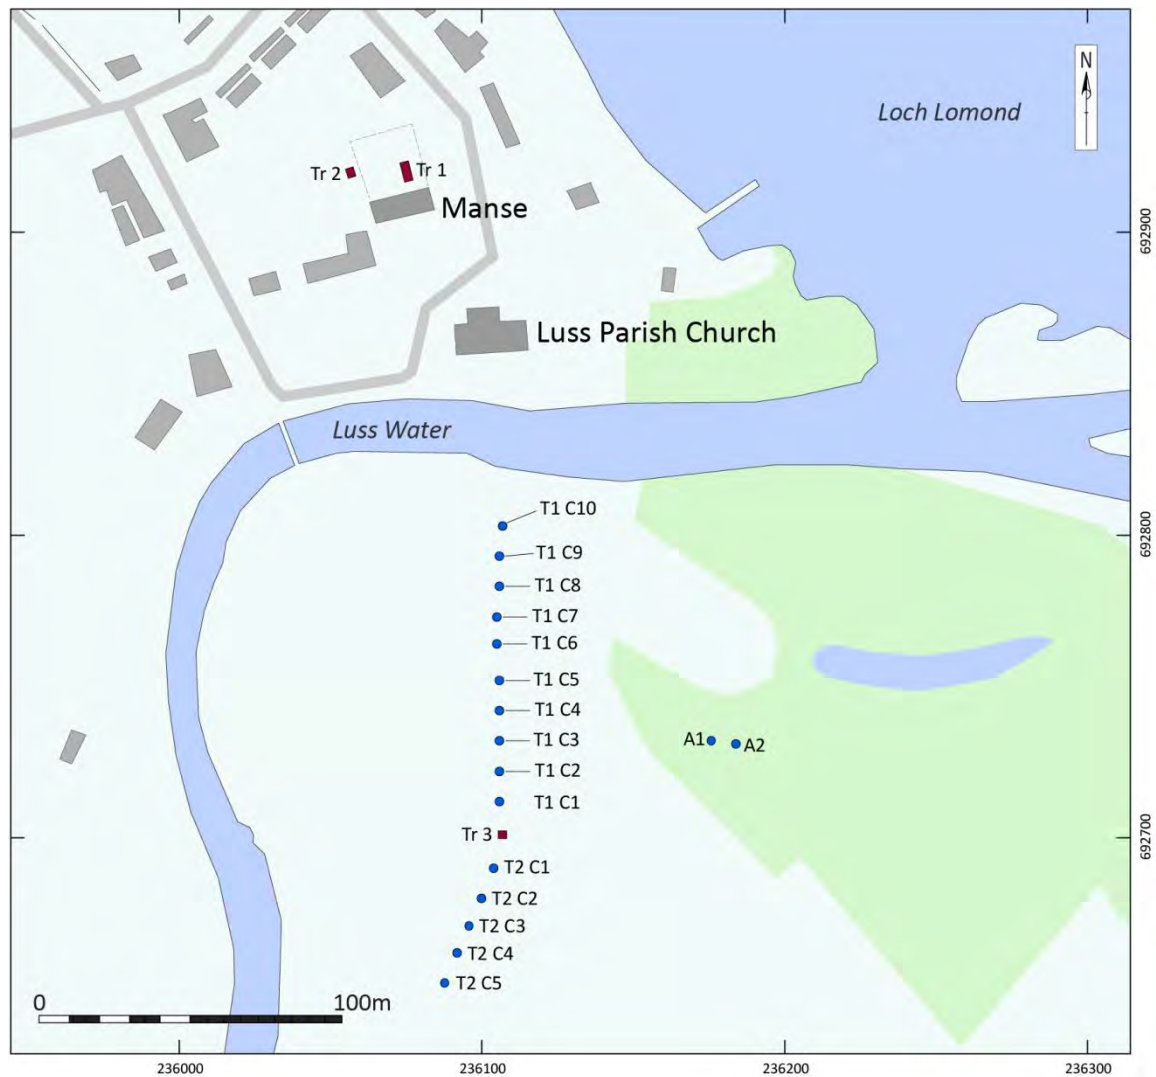 N
Loch Lomond
Tr 2
Tr 1
Manse
692900
Luss Parish Church
Luss Water
T1 C10
692800
T1 C9
T1 C8
T1 C7
T1 C6
T1 C5
T1 C4
T1 C3
A1
A2
T1 C2
T1 C1
Tr 3
692700
T2 C1
T2 C2
T2 C3
T2 C4
T2 C5
0
100m
236000
236100
236200
236300